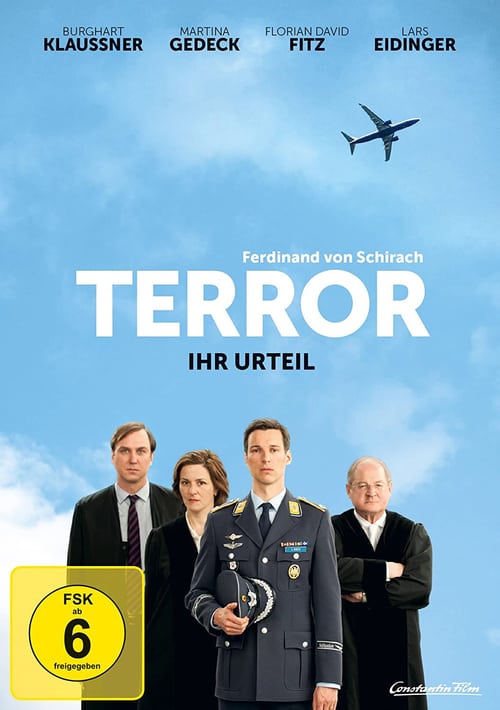 BURGHART MARTINA FLORIAN DAVID LARS
KLAUSSNER GEDECK FITZ EIDINGER
Ferdinand von Schirach
TERROR
IHR URTEIL
FSK
ab
6
freigegeben
Constantin Film